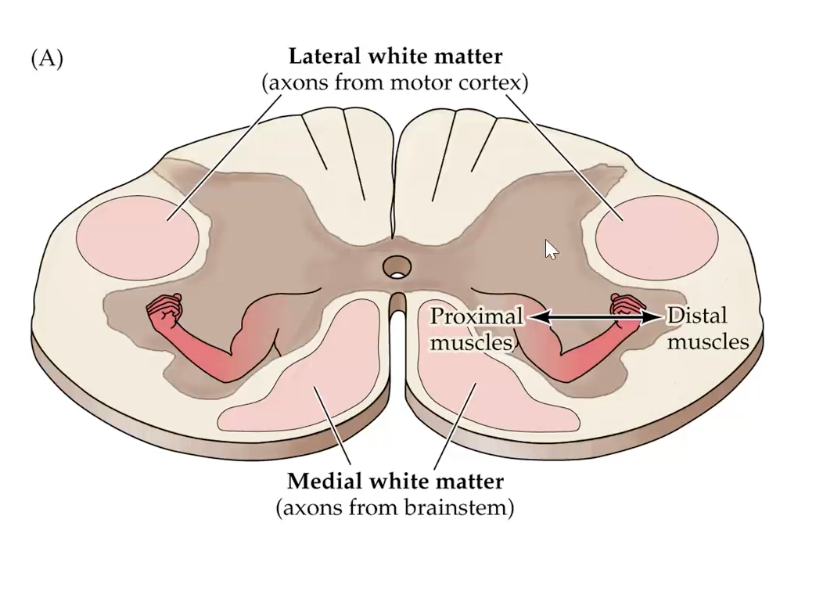 (A)
Lateral white matter
(axons from motor cortex)
Proximal
muscles
Distal
muscles
Medial white matter
(axons from brainstem)